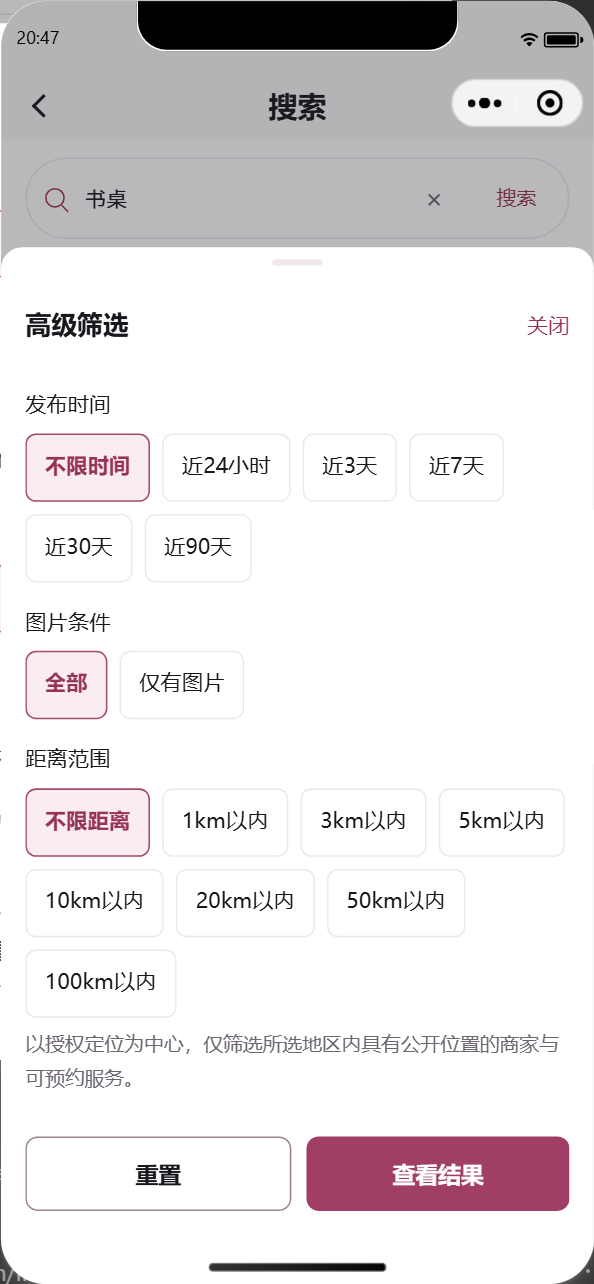 20:47
搜索
书桌 × 搜索
高级筛选 关闭
发布时间
不限时间 近24小时 近3天 近7天
近30天 近90天
图片条件
全部 仅有图片
距离范围
不限距离 1km以内 3km以内 5km以内
10km以内 20km以内 50km以内
100km以内
以授权定位为中心，仅筛选所选地区内具有公开位置的商家与
可预约服务。
重置 查看结果